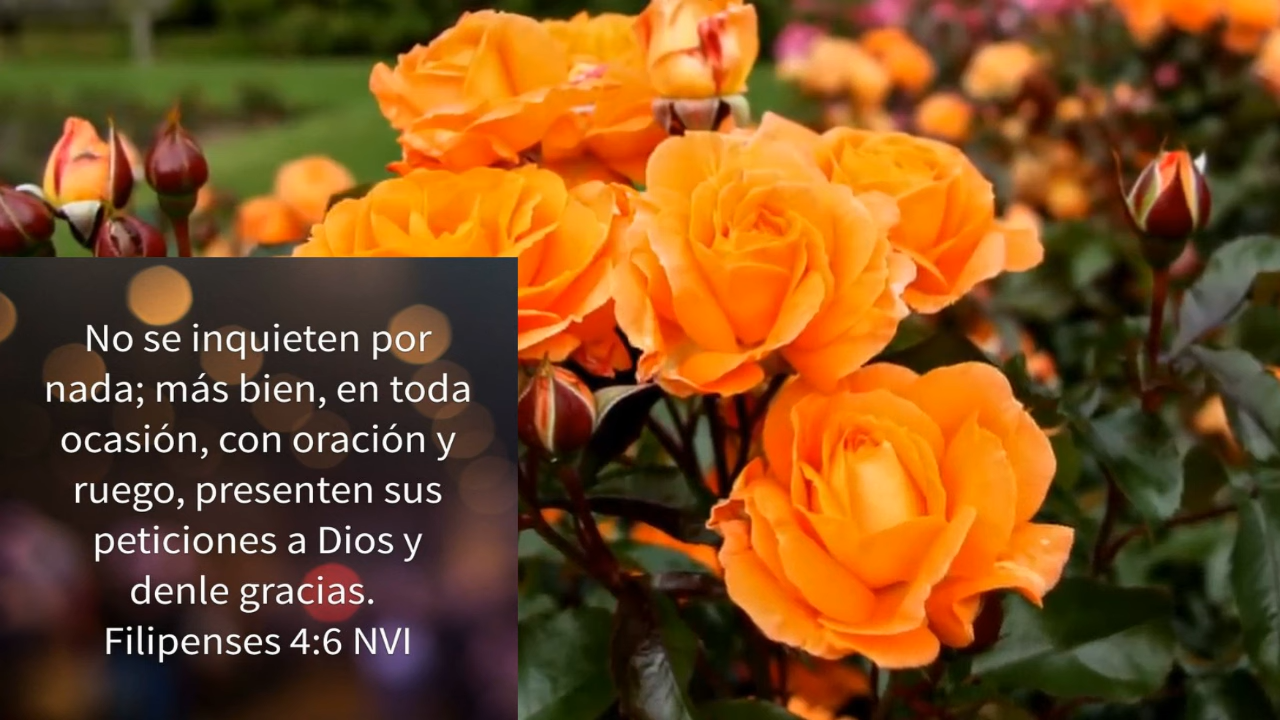 No se inquieten por
nada; más bien, en toda
ocasión, con oración y
ruego, presenten sus
peticiones a Dios y
denle gracias.
Filipenses 4:6 NVI